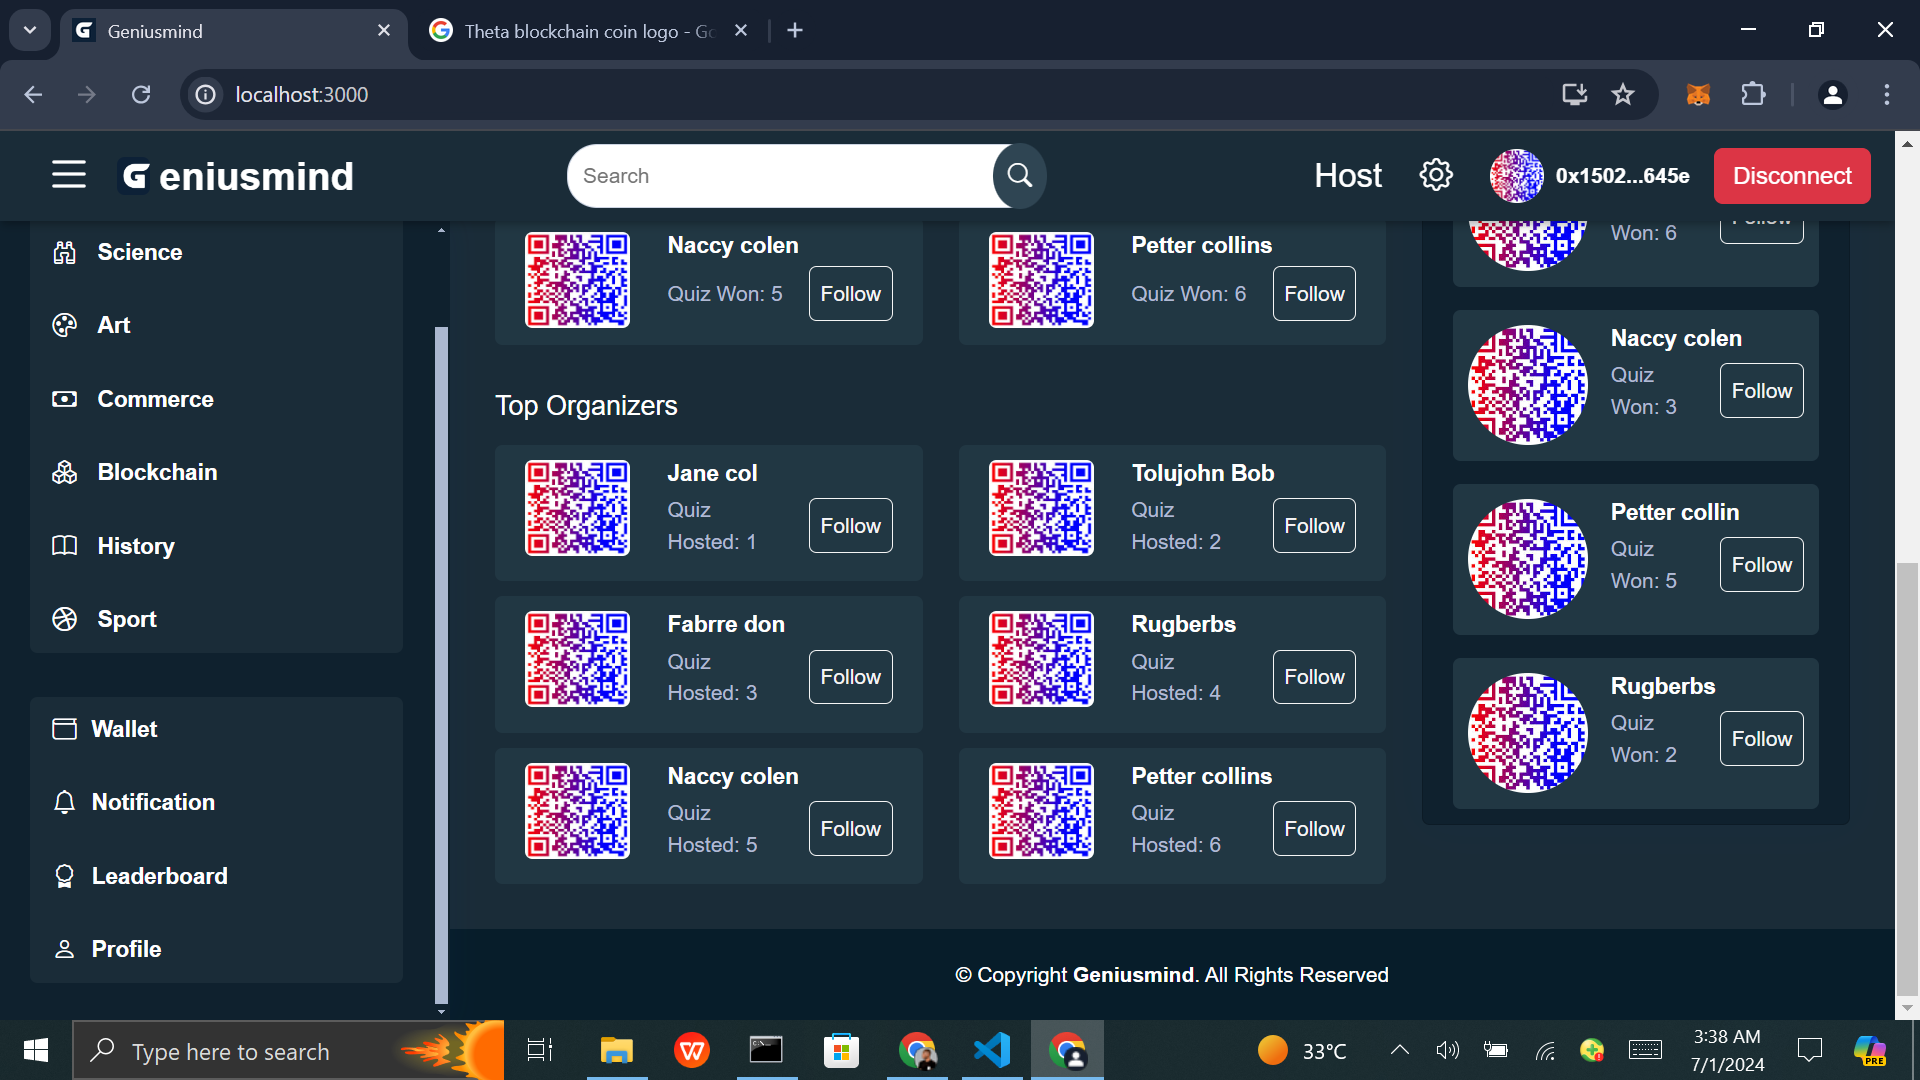 Geniusmind
Theta blockchain coin logo - Go
localhost:3000
Geniusmind
Search
Host
0x1502...645e
Disconnect
Science
Art
Commerce
Blockchain
History
Sport
Wallet
Notification
Leaderboard
Profile
Naccy colen
Quiz Won: 5
Follow
Petter collins
Quiz Won: 6
Follow
Top Organizers
Jane col
Quiz
Hosted: 1
Follow
Tolujohn Bob
Quiz
Hosted: 2
Follow
Fabrre don
Quiz
Hosted: 3
Follow
Rugberbs
Quiz
Hosted: 4
Follow
Naccy colen
Quiz
Hosted: 5
Follow
Petter collins
Quiz
Hosted: 6
Follow
Won: 6
Follow
Naccy colen
Quiz
Won: 3
Follow
Petter collin
Quiz
Won: 5
Follow
Rugberbs
Quiz
Won: 2
Follow
© Copyright Geniusmind. All Rights Reserved
Type here to search
33°C
3:38 AM
7/1/2024
PRE